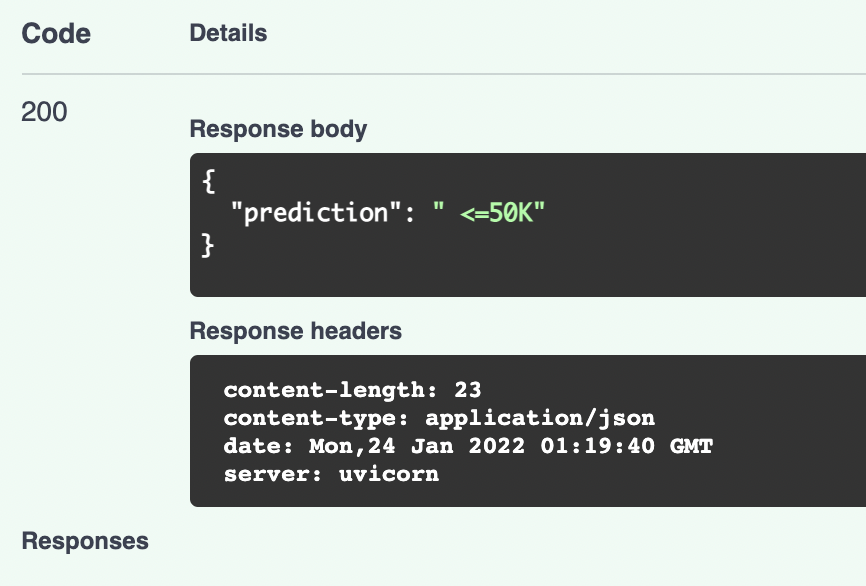 Code Details
200
Response body
{
  "prediction": " <=50K"
}
Response headers
content-length: 23
content-type: application/json
date: Mon,24 Jan 2022 01:19:40 GMT
server: uvicorn
Responses